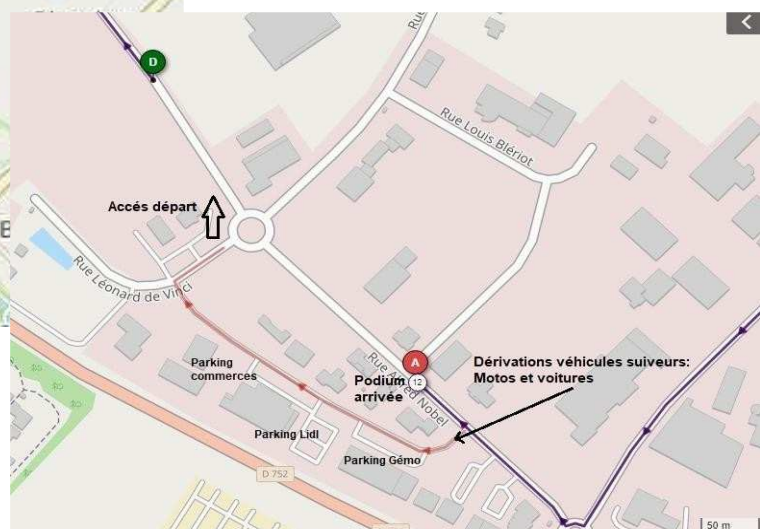 Rue
D
Rue Louis Blériot
Accés départ
B
Rue Léonard de Vinci
A
Dérivations véhicules suiveurs:
Motos et voitures
Parking
commerces
Podium
arrivée
12
Rue Alfred Nobel
Parking Lidl
Parking Gémo
D 752
50 m